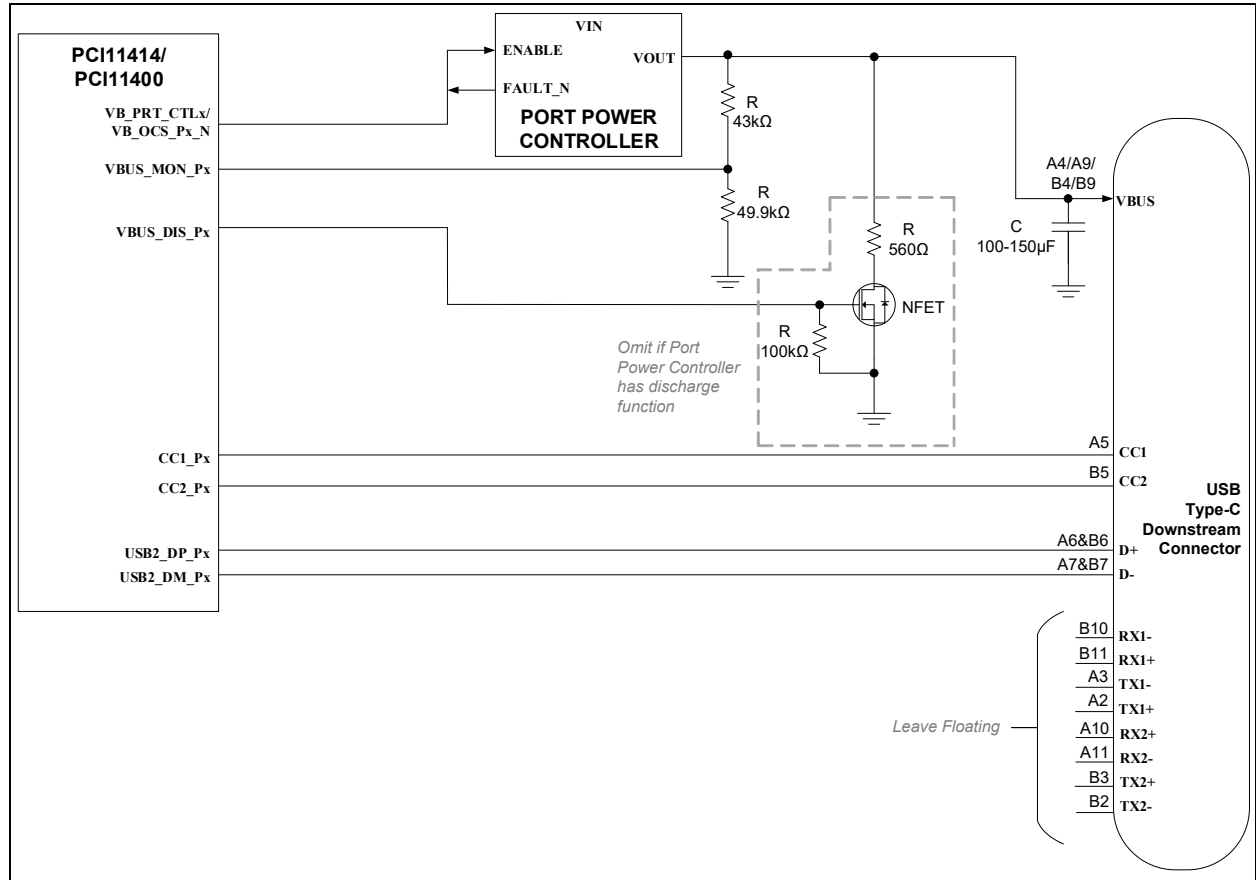 PCI11414/
PCI11400
VB_PRT_CTLx/
VB_OCS_Px_N
VBUS_MON_Px
VBUS_DIS_Px
CC1_Px
CC2_Px
USB2_DP_Px
USB2_DM_Px
VIN
ENABLE
VOUT
FAULT_N
PORT POWER
CONTROLLER
R
43kΩ
R
49.9kΩ
R
560Ω
NFET
R
100kΩ
Omit if Port
Power Controller
has discharge
function
C
100-150µF
A4/A9/
B4/B9
VBUS
A5
CC1
B5
CC2
USB
Type-C
Downstream
Connector
A6&B6
D+
A7&B7
D-
Leave Floating
B10
RX1-
B11
RX1+
A3
TX1-
A2
TX1+
A10
RX2+
A11
RX2-
B3
TX2+
B2
TX2-